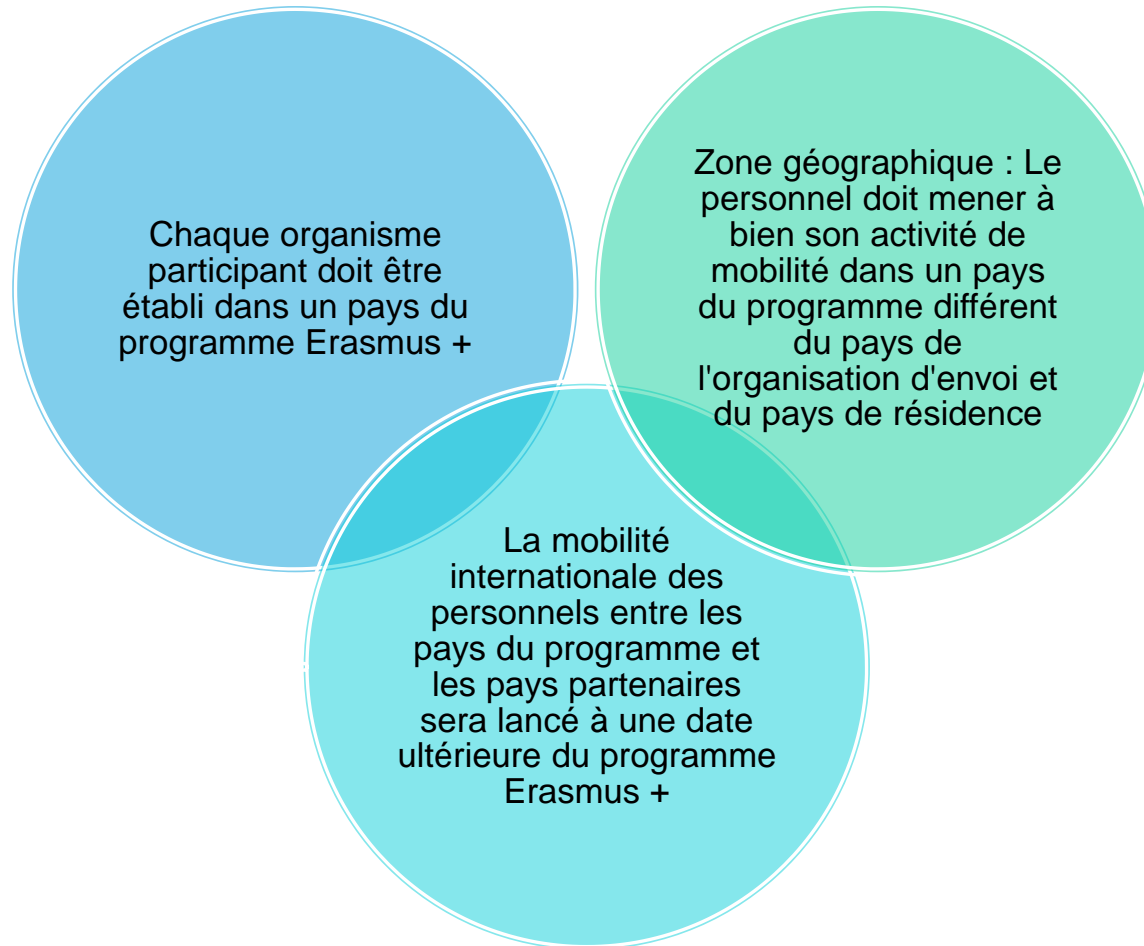 Chaque organisme
participant doit être
établi dans un pays du
programme Erasmus +
Zone géographique : Le
personnel doit mener à
bien son activité de
mobilité dans un pays
du programme différent
du pays de
l'organisation d'envoi et
du pays de résidence
La mobilité
internationale des
personnels entre les
pays du programme et
les pays partenaires
sera lancé à une date
ultérieure du programme
Erasmus +